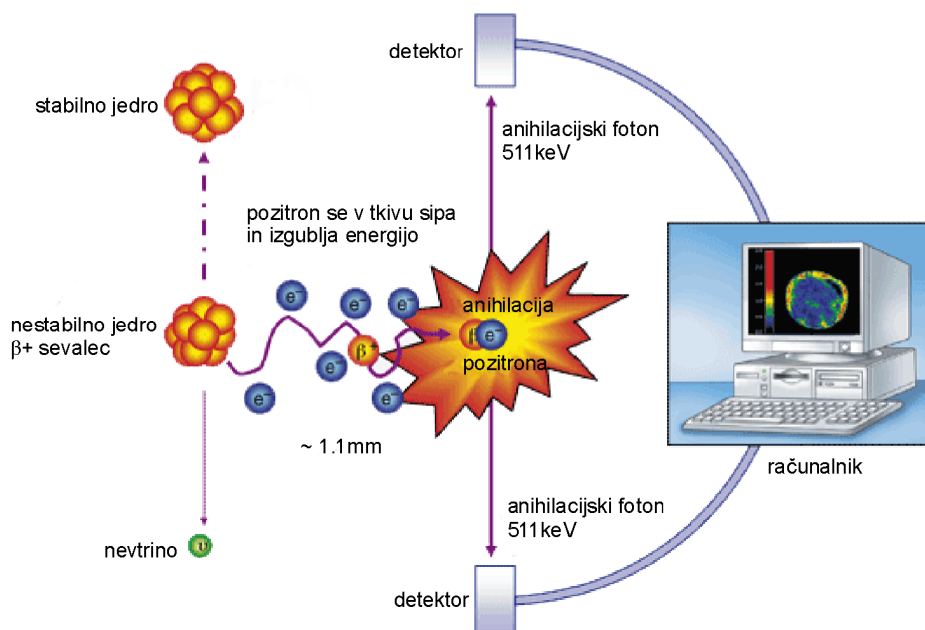 detektor
stabilno jedro
anihilacijski foton
511keV
pozitron se v tkivu sipa
in izgublja energijo
e⁻
e⁻
e⁻
anihilacija
nestabilno jedro
β+ sevalec
β⁺
β
e⁻
e⁻
pozitrona
e⁻
e⁻
~ 1.1mm
računalnik
anihilacijski foton
511keV
nevtrino
υ
detektor